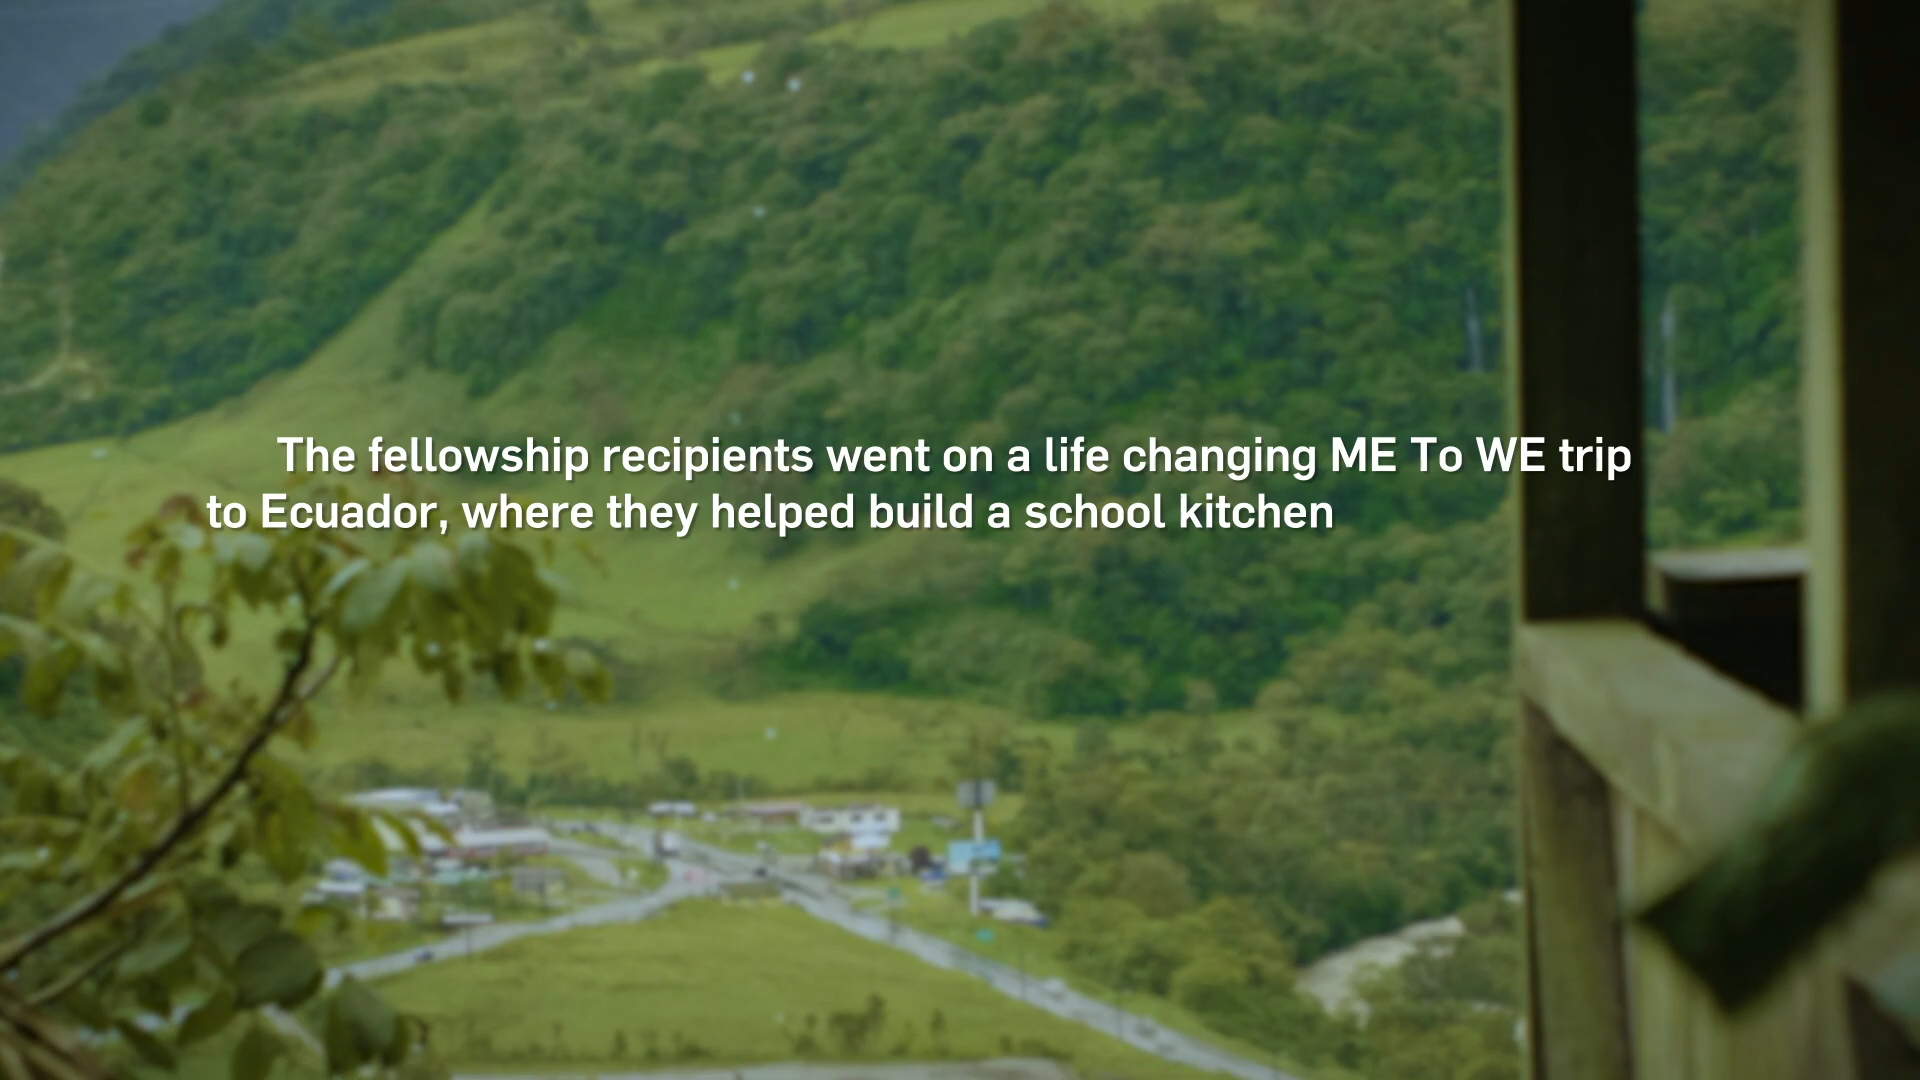 The fellowship recipients went on a life changing ME To WE trip
to Ecuador, where they helped build a school kitchen